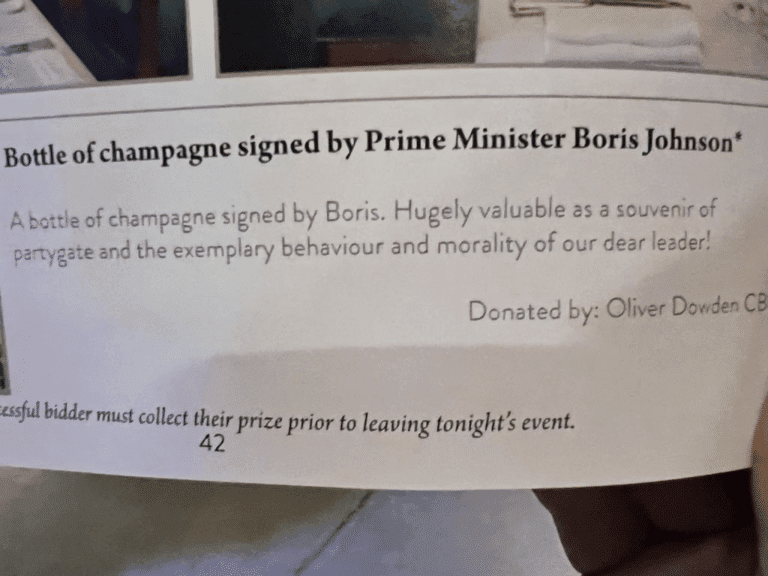 Bottle of champagne signed by Prime Minister Boris Johnson*
A bottle of champagne signed by Boris. Hugely valuable as a souvenir of
partygate and the exemplary behaviour and morality of our dear leader!
Donated by: Oliver Dowden CB
essful bidder must collect their prize prior to leaving tonight's event.
42